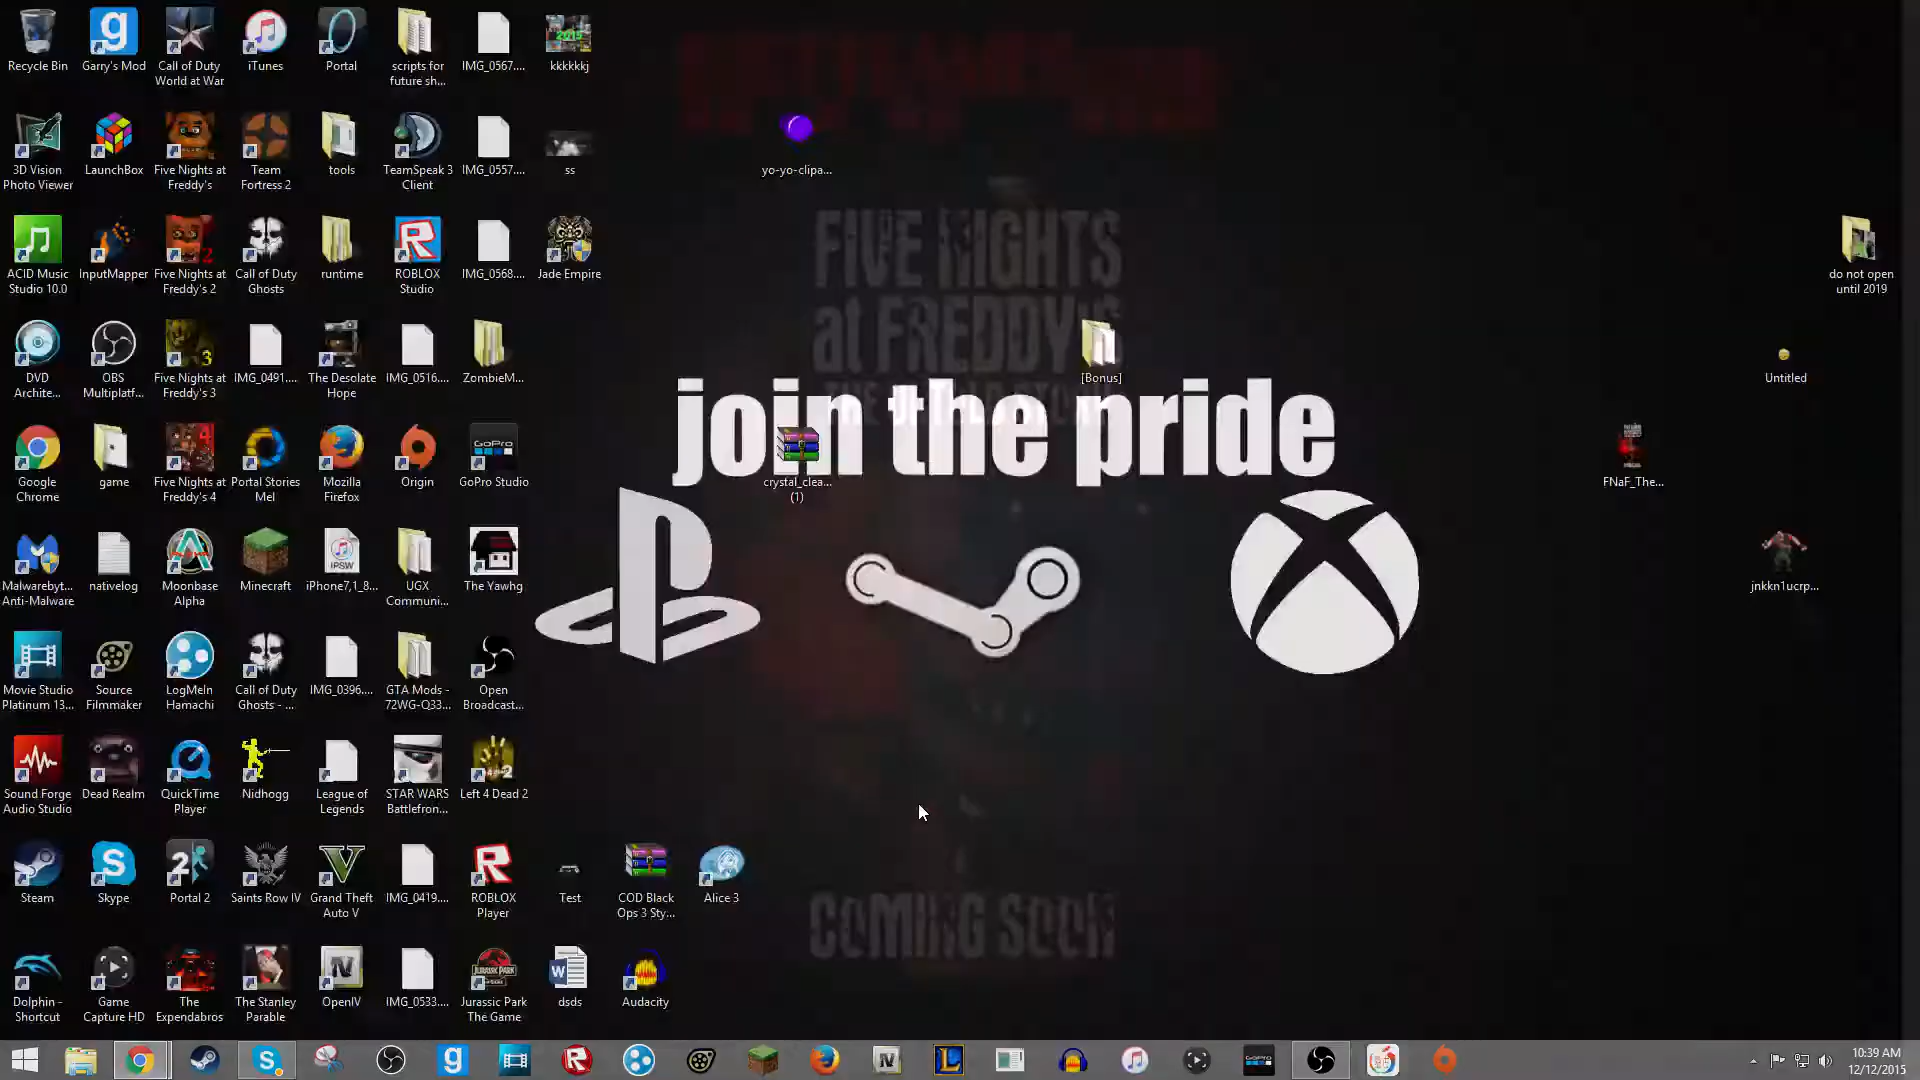 Recycle Bin
Garry's Mod
Call of Duty
World at War
iTunes
Portal
scripts for
future sh...
IMG_0567....
kkkkkkj
3D Vision
Photo Viewer
LaunchBox
Five Nights at
Freddy's
Team
Fortress 2
tools
TeamSpeak 3
Client
IMG_0557....
ss
yo-yo-clipa...
ACID Music
Studio 10.0
InputMapper
Five Nights at
Freddy's 2
Call of Duty
Ghosts
runtime
ROBLOX
Studio
IMG_0568....
Jade Empire
FIVE NIGHTS
at FREDDY'S
do not open
until 2019
DVD
Archite...
OBS
Multiplatf...
Five Nights at
Freddy's 3
IMG_0491....
The Desolate
Hope
IMG_0516....
ZombieM...
[Bonus]
Untitled
join the pride
Google
Chrome
game
Five Nights at
Freddy's 4
Portal Stories
Mel
Mozilla
Firefox
Origin
GoPro
GoPro Studio
crystal_clea...
(1)
FNaF_The...
Malwarebyt...
Anti-Malware
nativelog
Moonbase
Alpha
Minecraft
IPSW
iPhone7,1_8...
UGX
Communi...
The Yawhg
jnkkn1ucrp...
Movie Studio
Platinum 13...
Source
Filmmaker
LogMeIn
Hamachi
Call of Duty
Ghosts - ...
IMG_0396....
GTA Mods -
72WG-Q33...
Open
Broadcast...
Sound Forge
Audio Studio
Dead Realm
QuickTime
Player
Nidhogg
League of
Legends
STAR WARS
Battlefron...
Left 4 Dead 2
Steam
Skype
Portal 2
Saints Row IV
Grand Theft
Auto V
IMG_0419....
ROBLOX
Player
Test
COD Black
Ops 3 Sty...
Alice 3
COMING SOON
Dolphin -
Shortcut
Game
Capture HD
The
Expendabros
The Stanley
Parable
OpenIV
IMG_0533....
Jurassic Park
The Game
dsds
Audacity
10:39 AM
12/12/2015